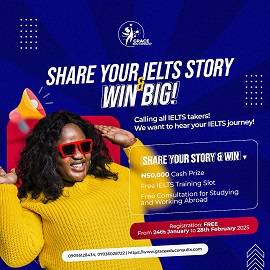 GRACE
EDUCONSULT
SHARE YOUR IELTS STORY
& WIN BIG!
Calling all IELTS takers!
We want to hear your IELTS journey!
SHARE YOUR STORY & WIN
₦50,000 Cash Prize
Free IELTS Training Slot
Free Consultation for Studying
and Working Abroad
Registration: FREE
From 24th January to 28th February 2025